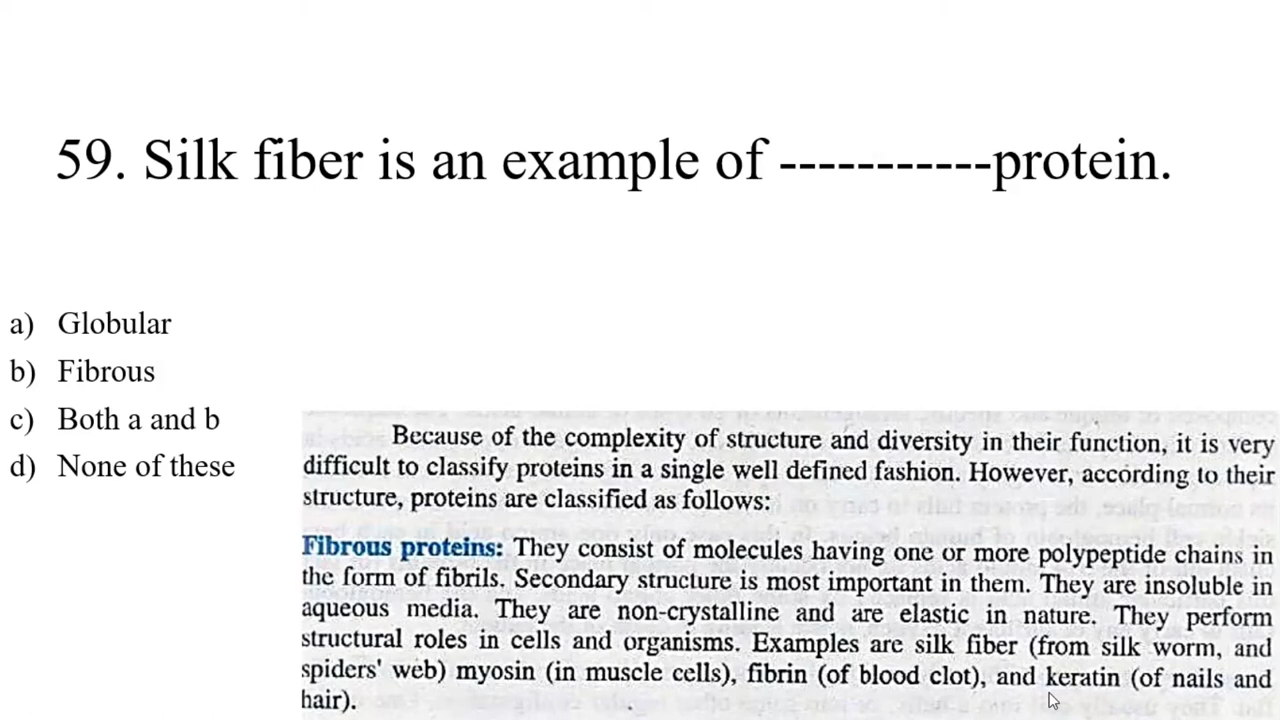 59. Silk fiber is an example of -----------protein.
a) Globular
b) Fibrous
c) Both a and b
d) None of these
Because of the complexity of structure and diversity in their function, it is very
difficult to classify proteins in a single well defined fashion. However, according to their
structure, proteins are classified as follows:
Fibrous proteins: They consist of molecules having one or more polypeptide chains in
the form of fibrils. Secondary structure is most important in them. They are insoluble in
aqueous media. They are non-crystalline and are elastic in nature. They perform
structural roles in cells and organisms. Examples are silk fiber (from silk worm, and
spiders' web) myosin (in muscle cells), fibrin (of blood clot), and keratin (of nails and
hair).